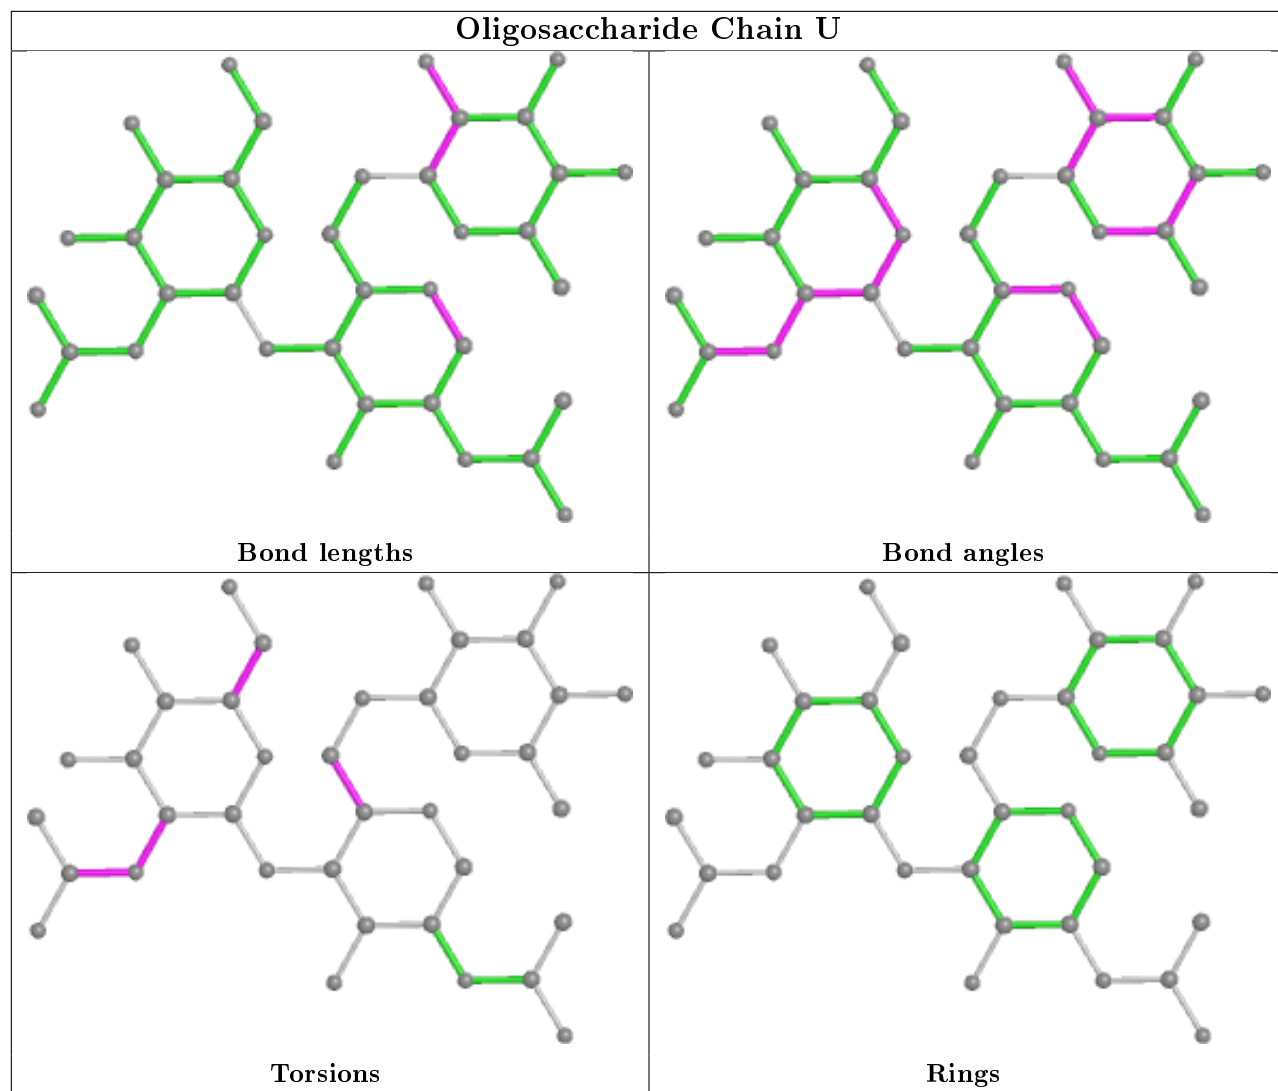 Oligosaccharide Chain U
Bond lengths
Bond angles
Torsions
Rings